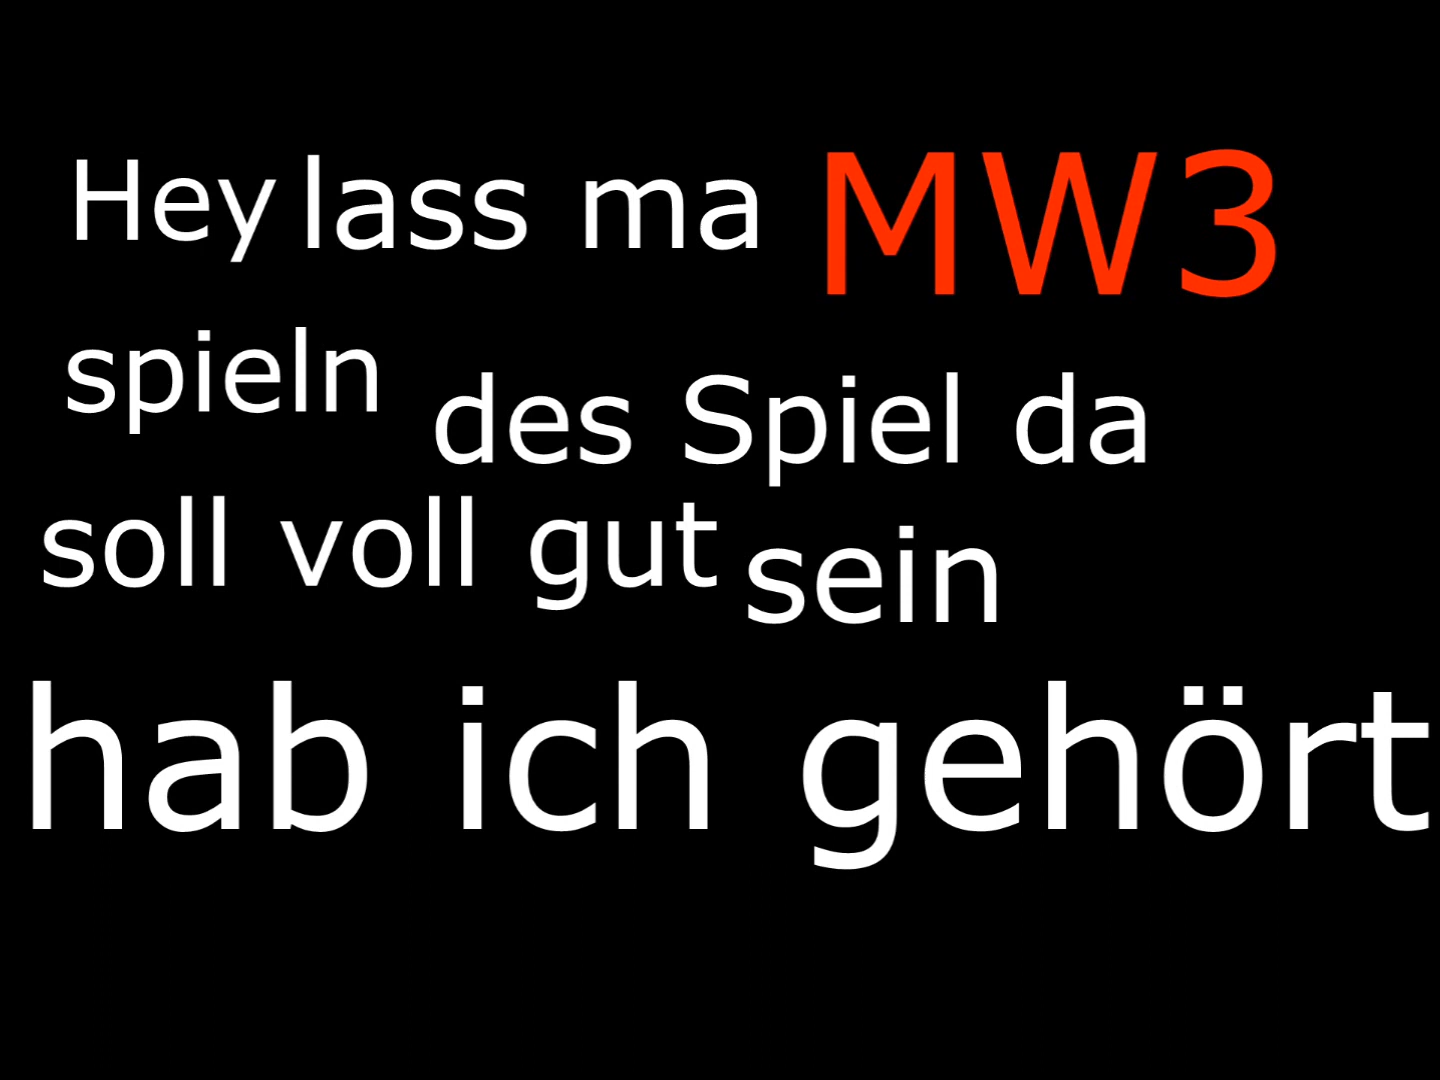 Hey lass ma MW3
spieln des Spiel da
soll voll gut sein
hab ich gehört